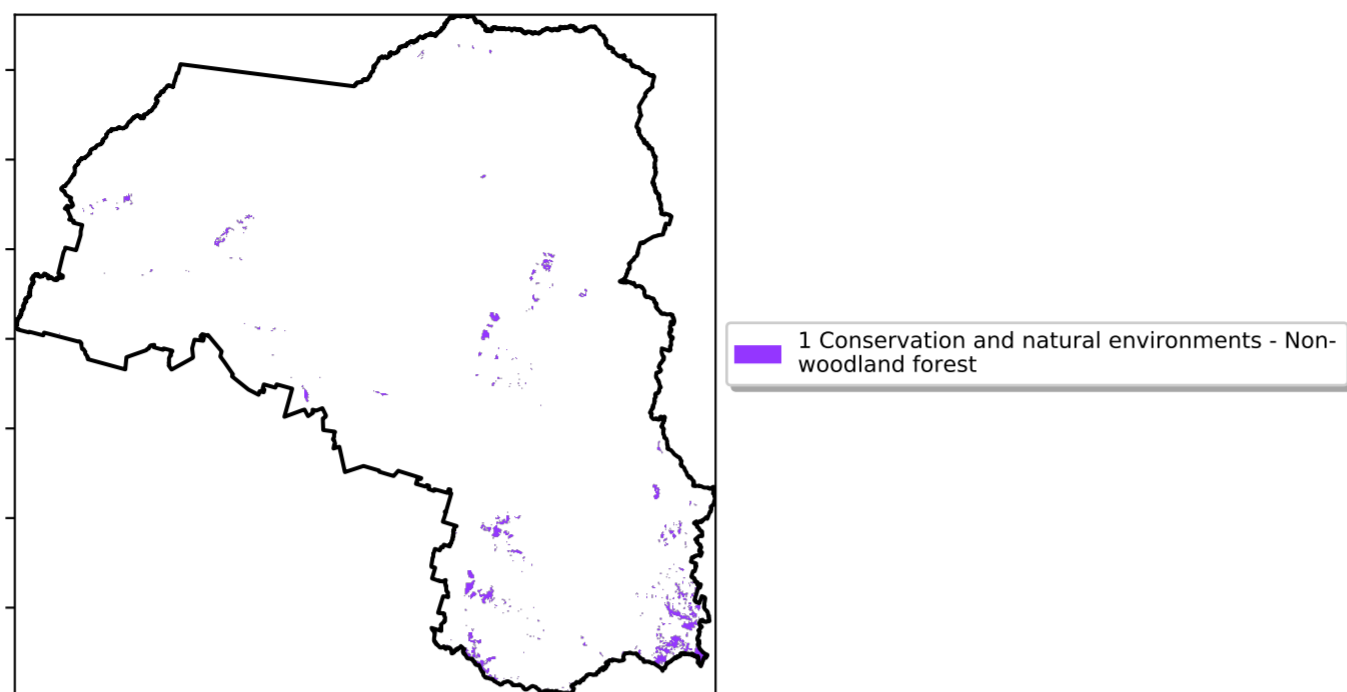 1 Conservation and natural environments - Non-
woodland forest